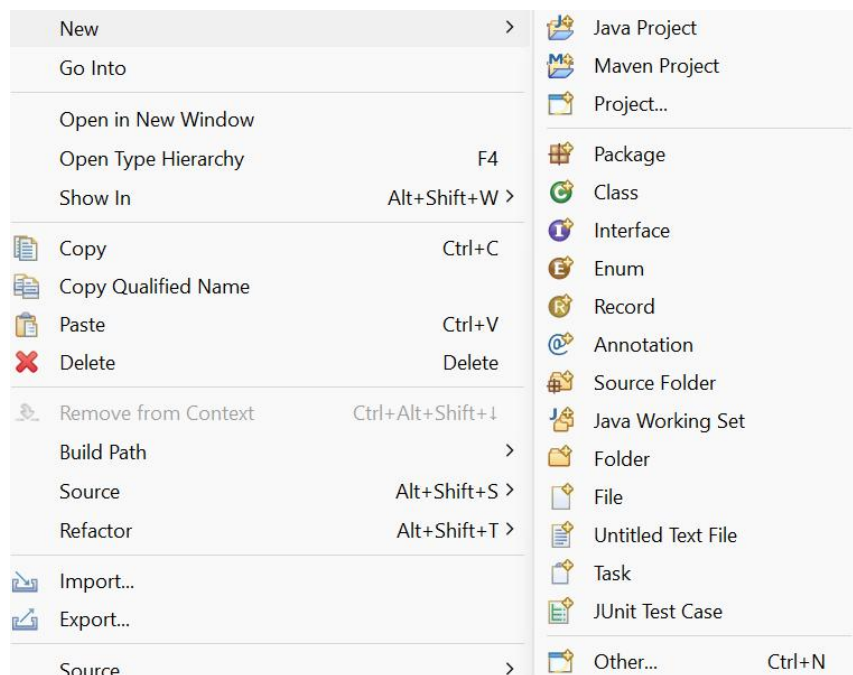 New
Go Into
Open in New Window
Open Type Hierarchy F4
Show In Alt+Shift+W >
Copy Ctrl+C
Copy Qualified Name
Paste Ctrl+V
Delete Delete
Remove from Context Ctrl+Alt+Shift+↓
Build Path >
Source Alt+Shift+S >
Refactor Alt+Shift+T >
Import...
Export...
Source >
Java Project
Maven Project
Project...
Package
Class
Interface
Enum
Record
Annotation
Source Folder
Java Working Set
Folder
File
Untitled Text File
Task
JUnit Test Case
Other... Ctrl+N